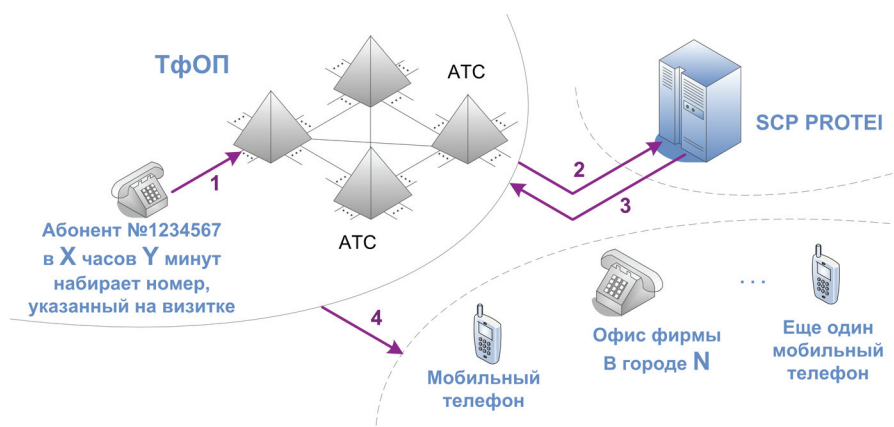 ТфОП
АТС
SCP PROTEI
1
2
3
Абонент №1234567
в X часов Y минут
набирает номер,
указанный на визитке
АТС
4
Мобильный
телефон
Офис фирмы
В городе N
...
Еще один
мобильный
телефон